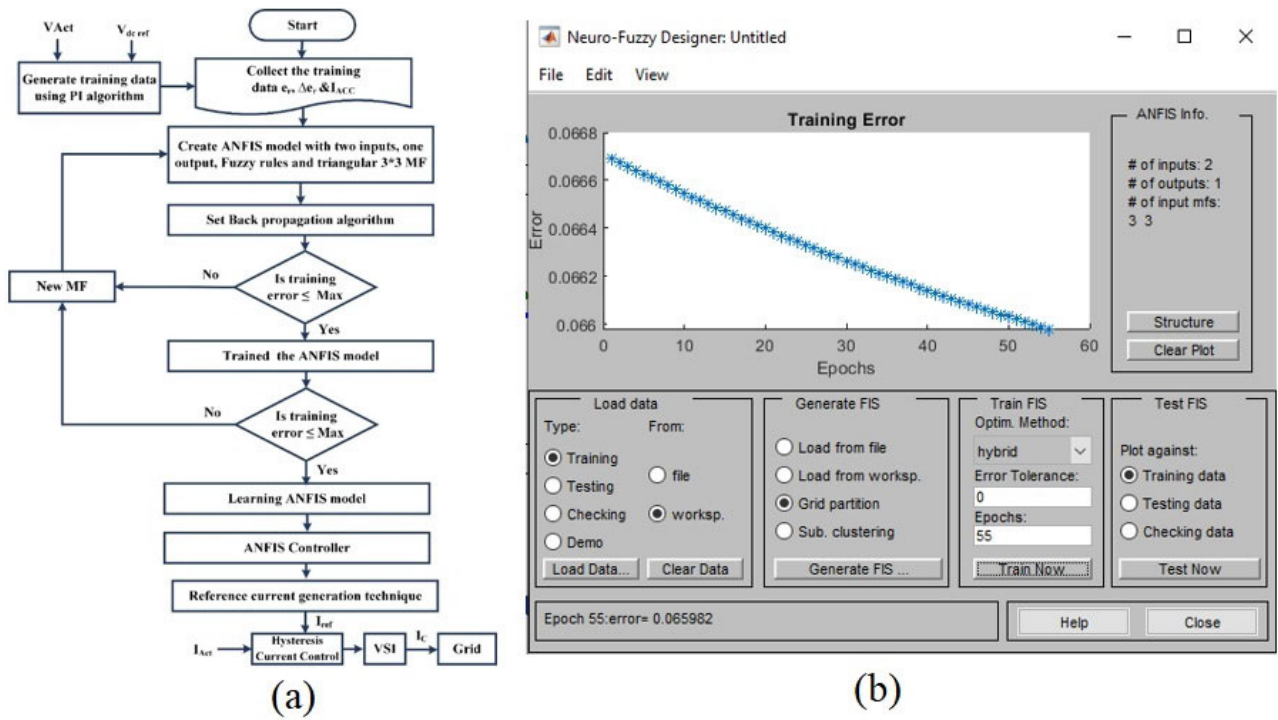 VAct
Vdc ref
Start
Generate training data
using PI algorithm
Collect the training
data er, Δer &IACC
Create ANFIS model with two inputs, one
output, Fuzzy rules and triangular 3*3 MF
Set Back propagation algorithm
No
New MF
Is training
error ≤ Max
Yes
Trained the ANFIS model
No
Is training
error ≤ Max
Yes
Learning ANFIS model
ANFIS Controller
Reference current generation technique
Iref
IAct
Hysteresis
Current Control
VSI
IC
Grid
(a)
Neuro-Fuzzy Designer: Untitled
File Edit View
Training Error
0.0668
0.0666
0.0664
0.0662
0.066
Error
0 10 20 30 40 50 60
Epochs
ANFIS Info.
# of inputs: 2
# of outputs: 1
# of input mfs:
3 3
Structure
Clear Plot
Load data
Type: From:
Training
Testing
Checking
Demo
file
worksp.
Load Data...
Clear Data
Generate FIS
Load from file
Load from worksp.
Grid partition
Sub. clustering
Generate FIS ...
Train FIS
Optim. Method:
hybrid
Error Tolerance:
0
Epochs:
55
Train Now
Test FIS
Plot against:
Training data
Testing data
Checking data
Test Now
Epoch 55:error= 0.065982
Help
Close
(b)